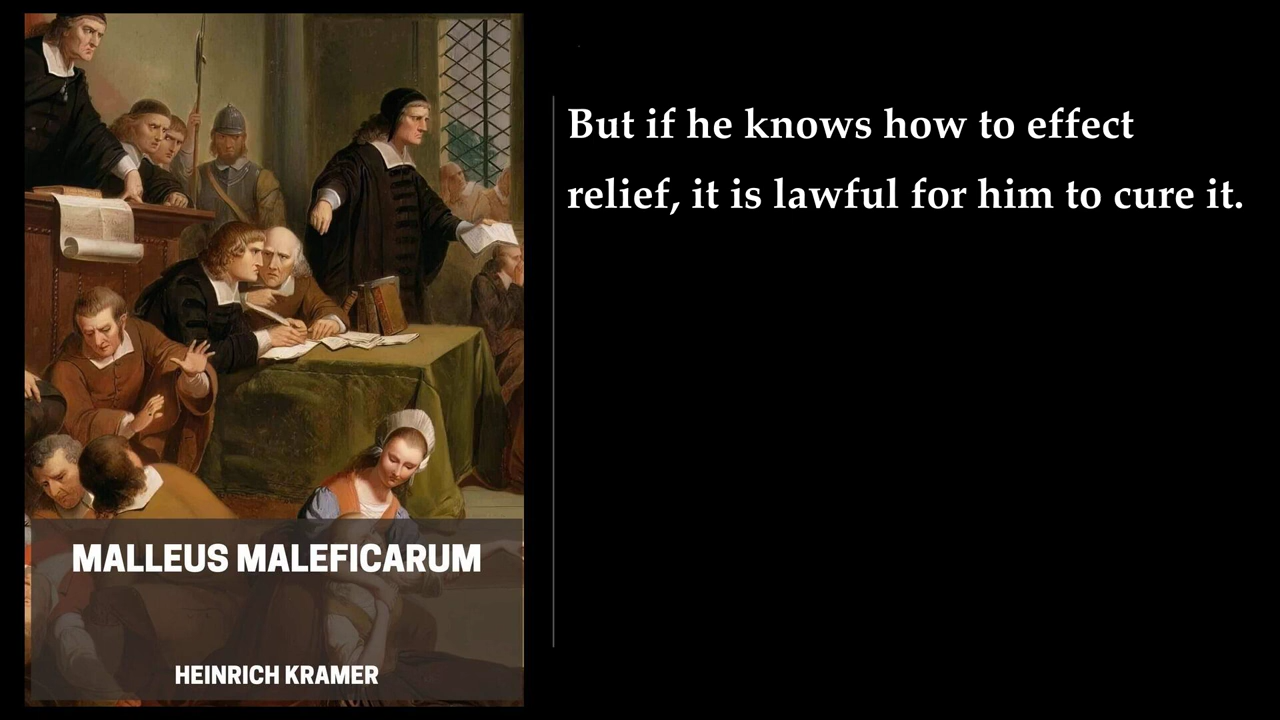 MALLEUS MALEFICARUM
HEINRICH KRAMER
But if he knows how to effect
relief, it is lawful for him to cure it.